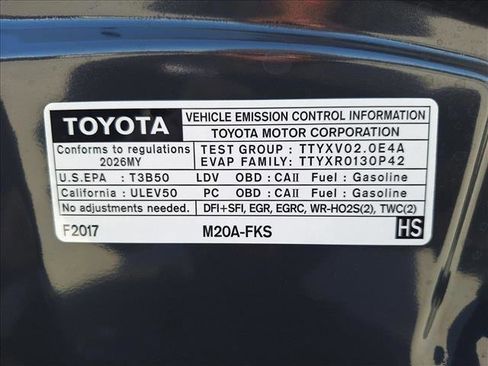 TOYOTA
VEHICLE EMISSION CONTROL INFORMATION
TOYOTA MOTOR CORPORATION
Conforms to regulations
2026MY
TEST GROUP : TTYXV02.0E4A
EVAP FAMILY: TTYXR0130P42
U.S.EPA : T3B50 LDV OBD : CAII Fuel : Gasoline
California : ULEV50 PC OBD : CAII Fuel : Gasoline
No adjustments needed. DFI+SFI, EGR, EGRC, WR-HO2S(2), TWC(2)
F2017 M20A-FKS HS